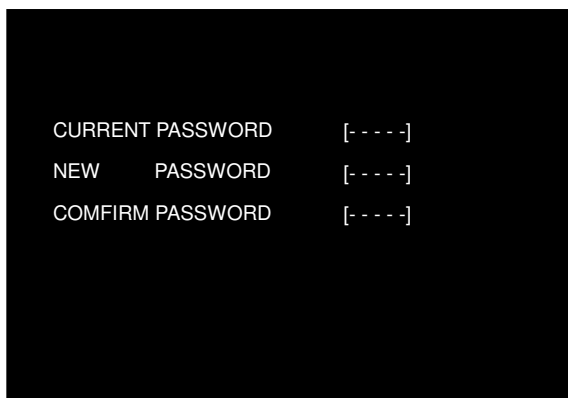 CURRENT PASSWORD [- - - - -]
NEW PASSWORD [- - - - -]
COMFIRM PASSWORD [- - - - -]